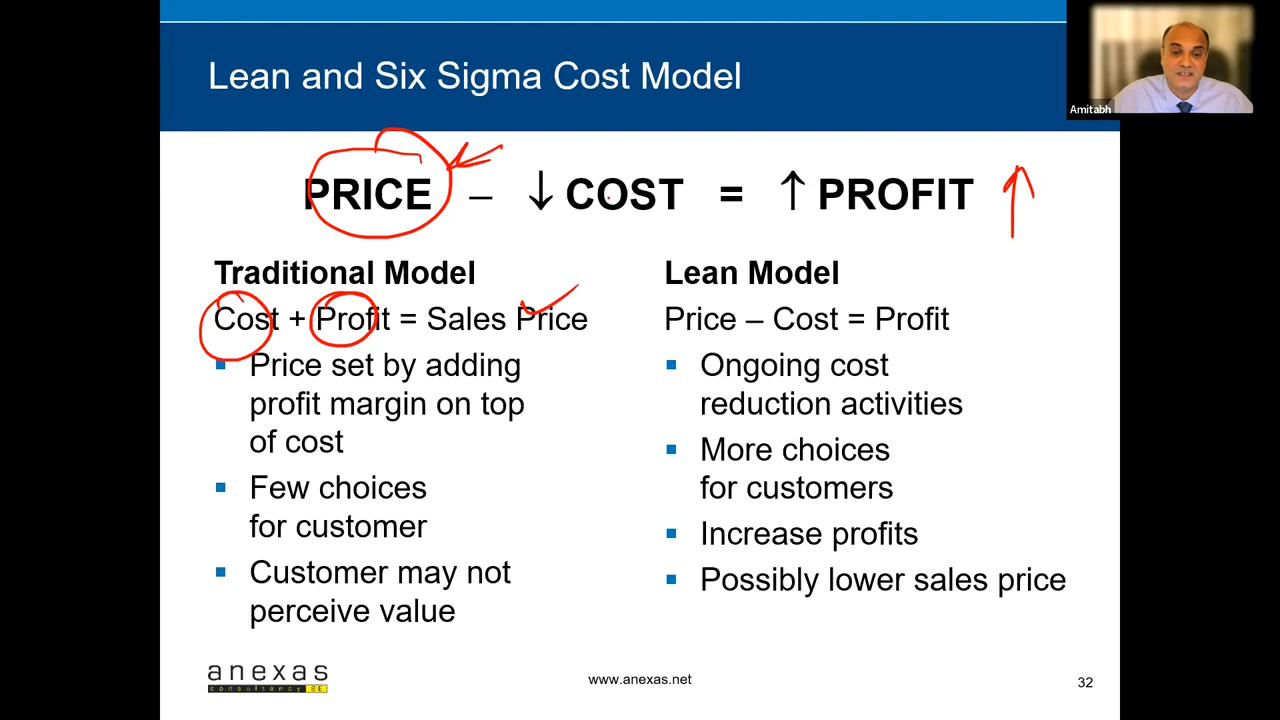 Amitabh
Lean and Six Sigma Cost Model
PRICE – ↓ COST = ↑ PROFIT
Traditional Model
Cost + Profit = Sales Price
▪ Price set by adding
profit margin on top
of cost
▪ Few choices
for customer
▪ Customer may not
perceive value
Lean Model
Price – Cost = Profit
▪ Ongoing cost
reduction activities
▪ More choices
for customers
▪ Increase profits
▪ Possibly lower sales price
anexas
consultancy SE
www.anexas.net
32